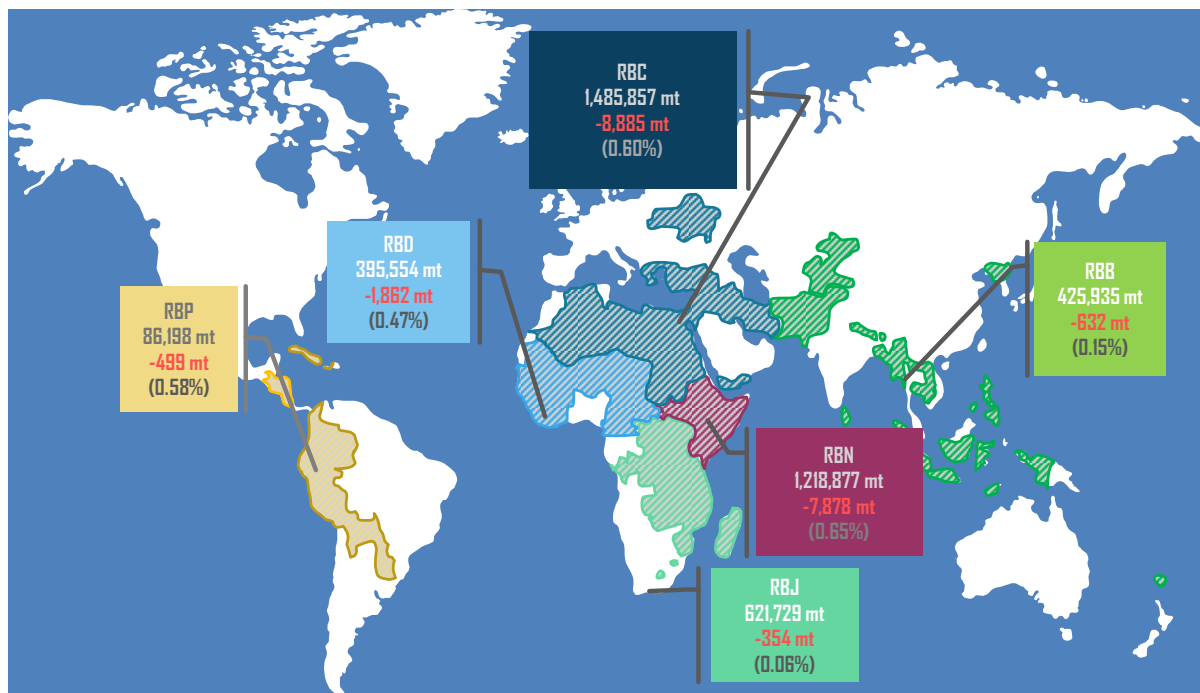 RBC
1,485,857 mt
-8,885 mt
(0.60%)
RBD
395,554 mt
-1,862 mt
(0.47%)
RBB
425,935 mt
-632 mt
(0.15%)
RBP
86,198 mt
-499 mt
(0.58%)
RBN
1,218,877 mt
-7,878 mt
(0.65%)
RBJ
621,729 mt
-354 mt
(0.06%)